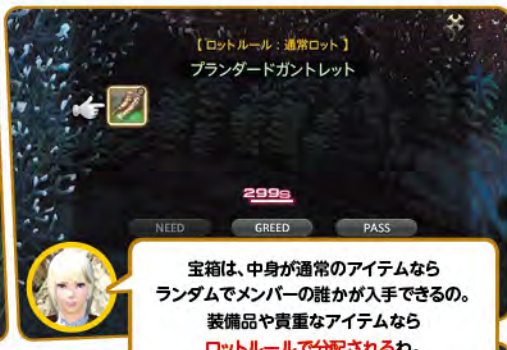 【 ロットルール：通常ロット 】
プランダードガントレット
299s
NEED GREED PASS
宝箱は、中身が通常のアイテムなら
ランダムでメンバーの誰かが入手できるの。
装備品や貴重なアイテムなら
ロットルールで分配されるわ。